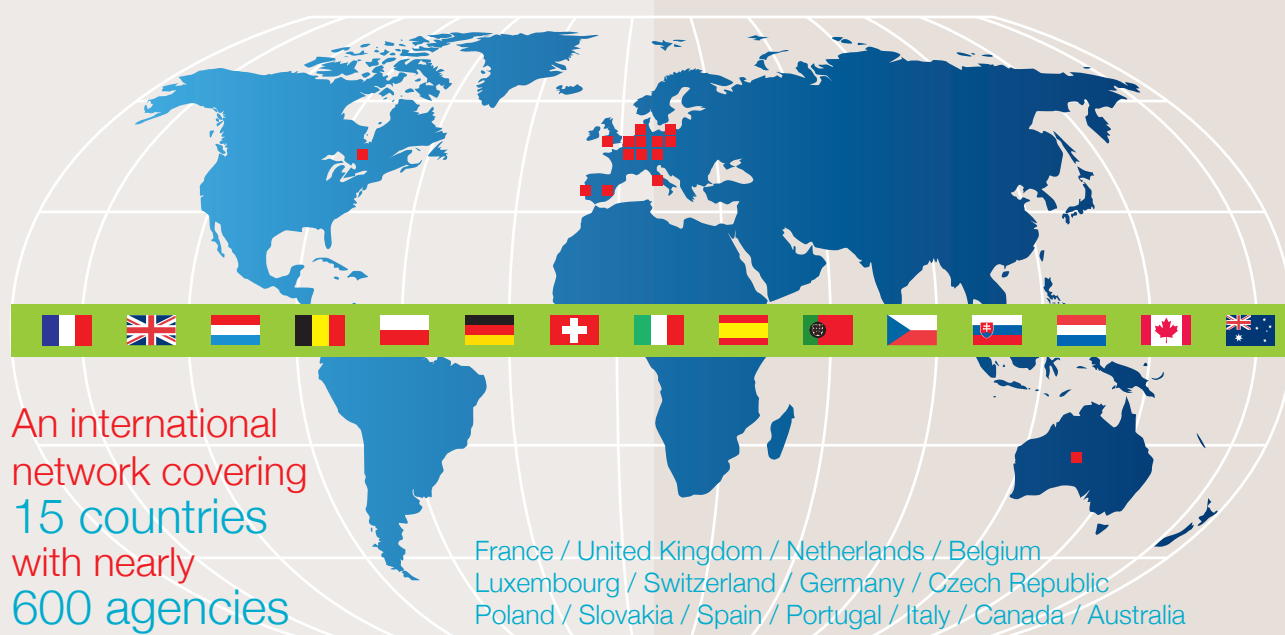 An international
network covering
15 countries
with nearly
600 agencies
France / United Kingdom / Netherlands / Belgium
Luxembourg / Switzerland / Germany / Czech Republic
Poland / Slovakia / Spain / Portugal / Italy / Canada / Australia